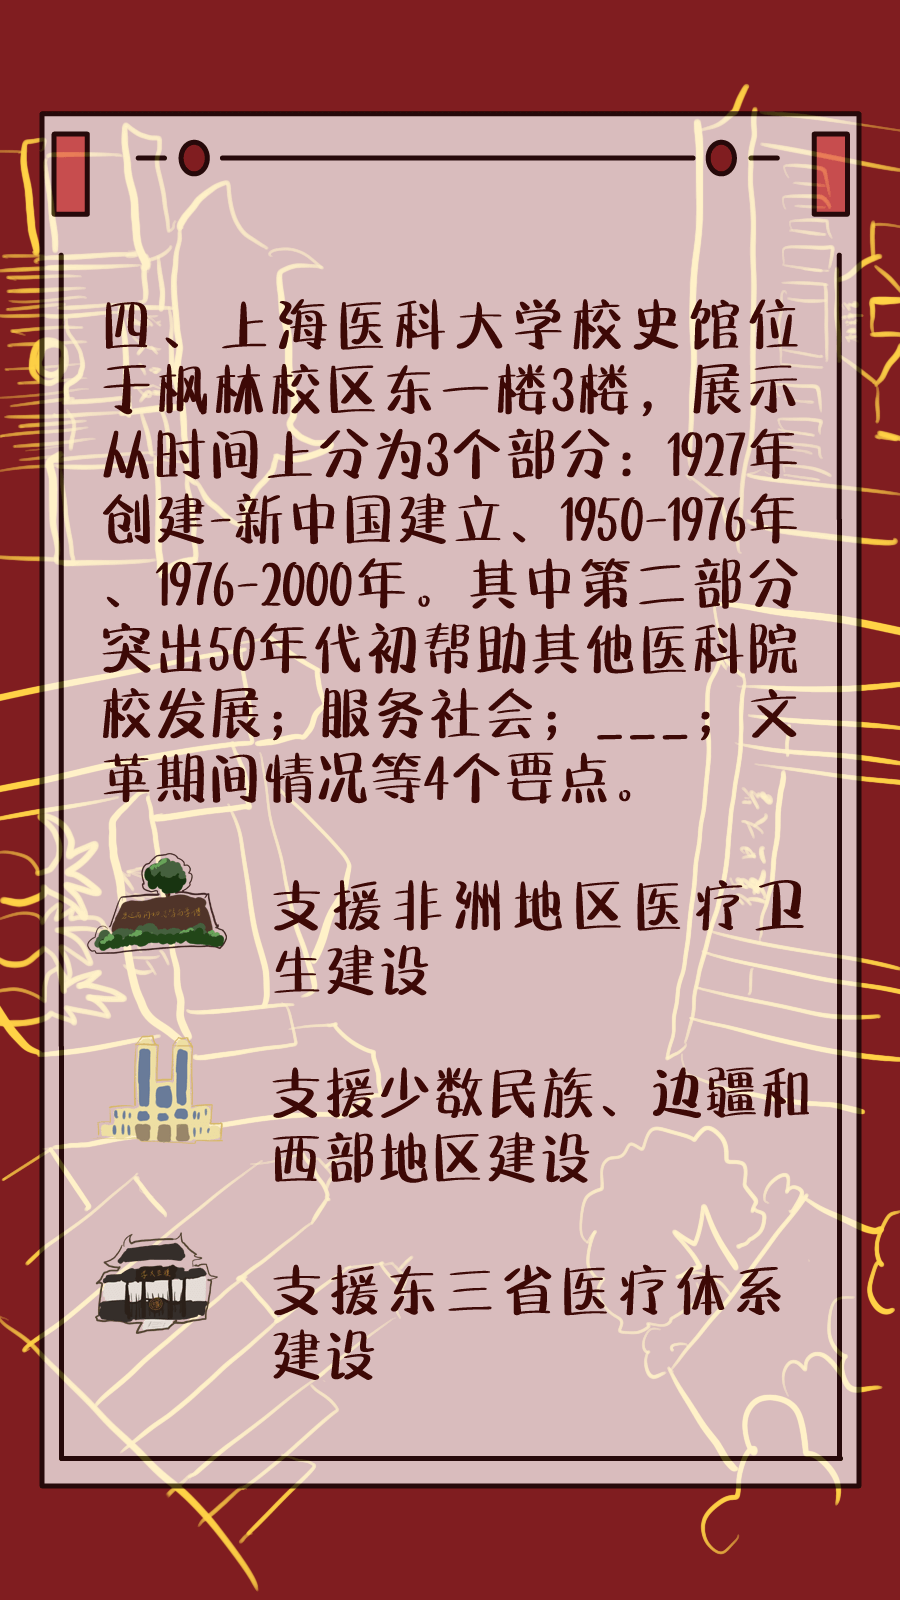 四、上海医科大学校史馆位
于枫林校区东一楼3楼，展示
从时间上分为3个部分：1927年
创建-新中国建立、1950-1976年
、1976-2000年。其中第二部分
突出50年代初帮助其他医科院
校发展；服务社会；___；文
革期间情况等4个要点。
支援非洲地区医疗卫
生建设
支援少数民族、边疆和
西部地区建设
支援东三省医疗体系
建设